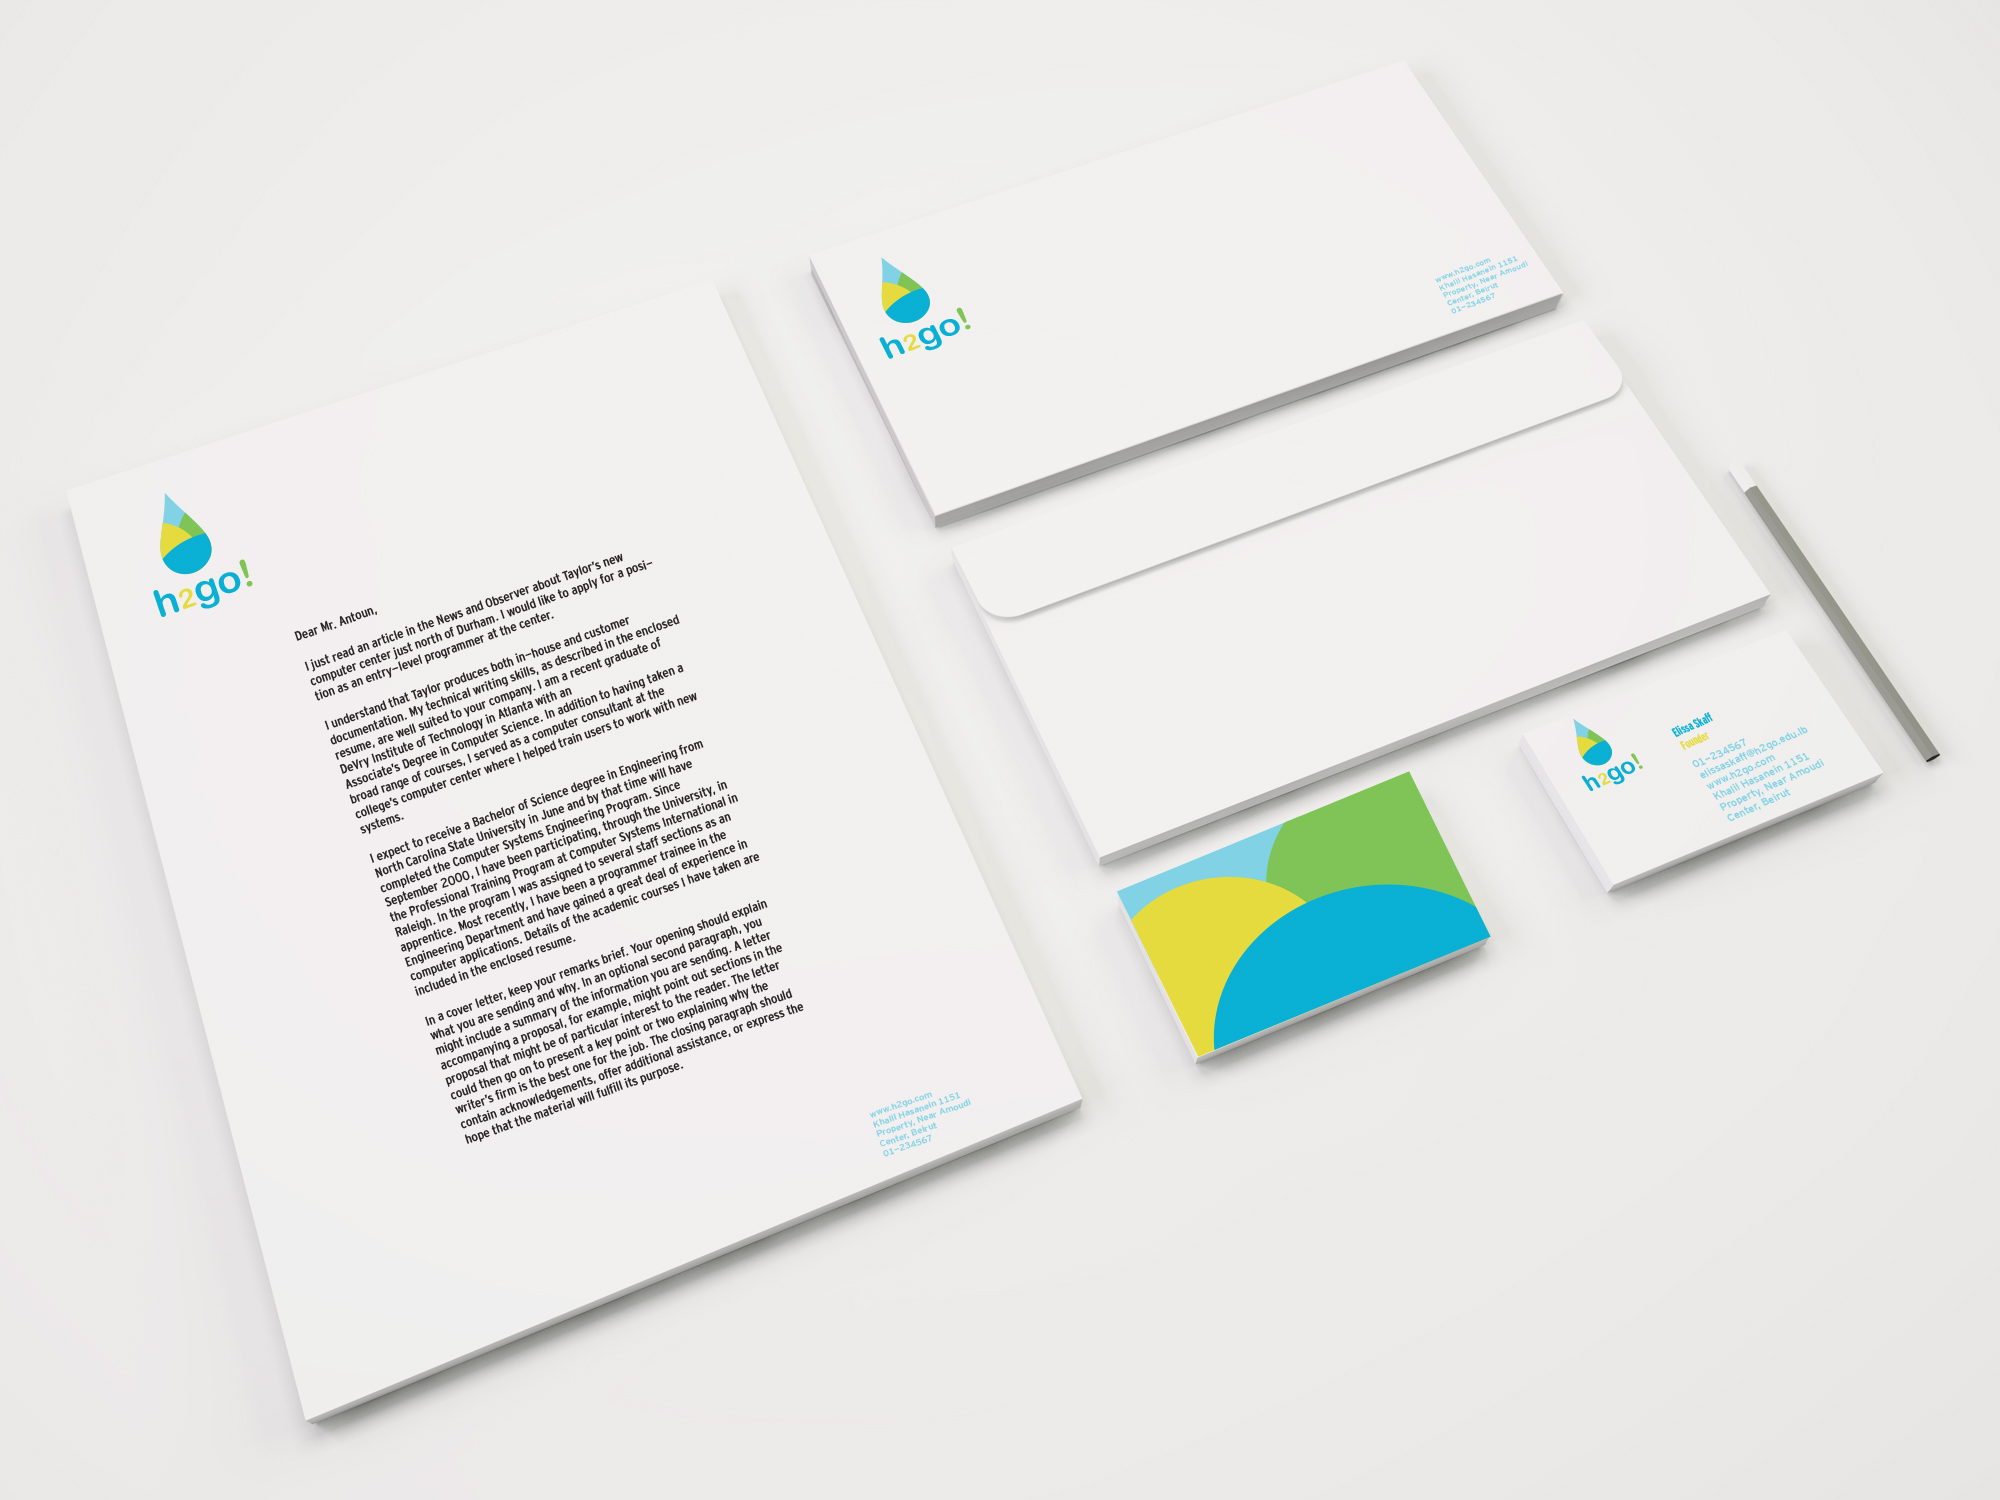 h2go!
Dear Mr. Antoun,
I just read an article in the News and Observer about Taylor's new
computer center just north of Durham. I would like to apply for a posi-
tion as an entry-level programmer at the center.
I understand that Taylor produces both in-house and customer
documentation. My technical writing skills, as described in the enclosed
resume, are well suited to your company. I am a recent graduate of
DeVry Institute of Technology in Atlanta with an
Associate's Degree in Computer Science. In addition to having taken a
broad range of courses, I served as a computer consultant at the
college's computer center where I helped train users to work with new
systems.
I expect to receive a Bachelor of Science degree in Engineering from
North Carolina State University in June and by that time will have
completed the Computer Systems Engineering Program. Since
September 2000, I have been participating, through the University, in
the Professional Training Program at Computer Systems International in
Raleigh. In the program I was assigned to several staff sections as an
apprentice. Most recently, I have been a programmer trainee in the
Engineering Department and have gained a great deal of experience in
computer applications. Details of the academic courses I have taken are
included in the enclosed resume.
In a cover letter, keep your remarks brief. Your opening should explain
what you are sending and why. In an optional second paragraph, you
might include a summary of the information you are sending. A letter
accompanying a proposal, for example, might point out sections in the
proposal that might be of particular interest to the reader. The letter
could then go on to present a key point or two explaining why the
writer's firm is the best one for the job. The closing paragraph should
contain acknowledgements, offer additional assistance, or express the
hope that the material will fulfill its purpose.
www.h2go.com
Khalil Hasanein 1151
Property, Near Amoudi
Center, Beirut
01-234567
h2go!
www.h2go.com
Khalil Hasanein 1151
Property, Near Amoudi
Center, Beirut
01-234567
h2go!
Elissa Skaff
Founder
01-234567
elissaskaff@h2go.edu.lb
www.h2go.com
Khalil Hasanein 1151
Property, Near Amoudi
Center, Beirut